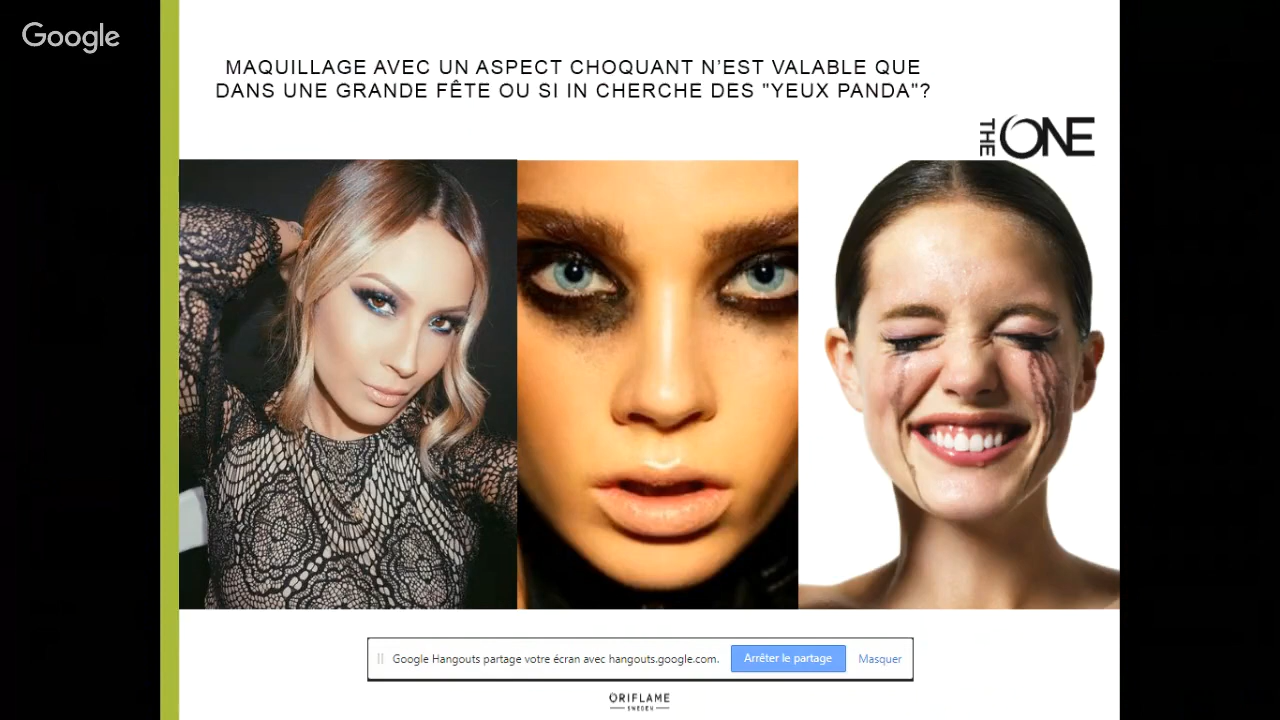 Google
MAQUILLAGE AVEC UN ASPECT CHOQUANT N'EST VALABLE QUE
DANS UNE GRANDE FÊTE OU SI IN CHERCHE DES "YEUX PANDA"?
THE ONE
Google Hangouts partage votre écran avec hangouts.google.com. Arrêter le partage Masquer
ORIFLAME
SWEDEN